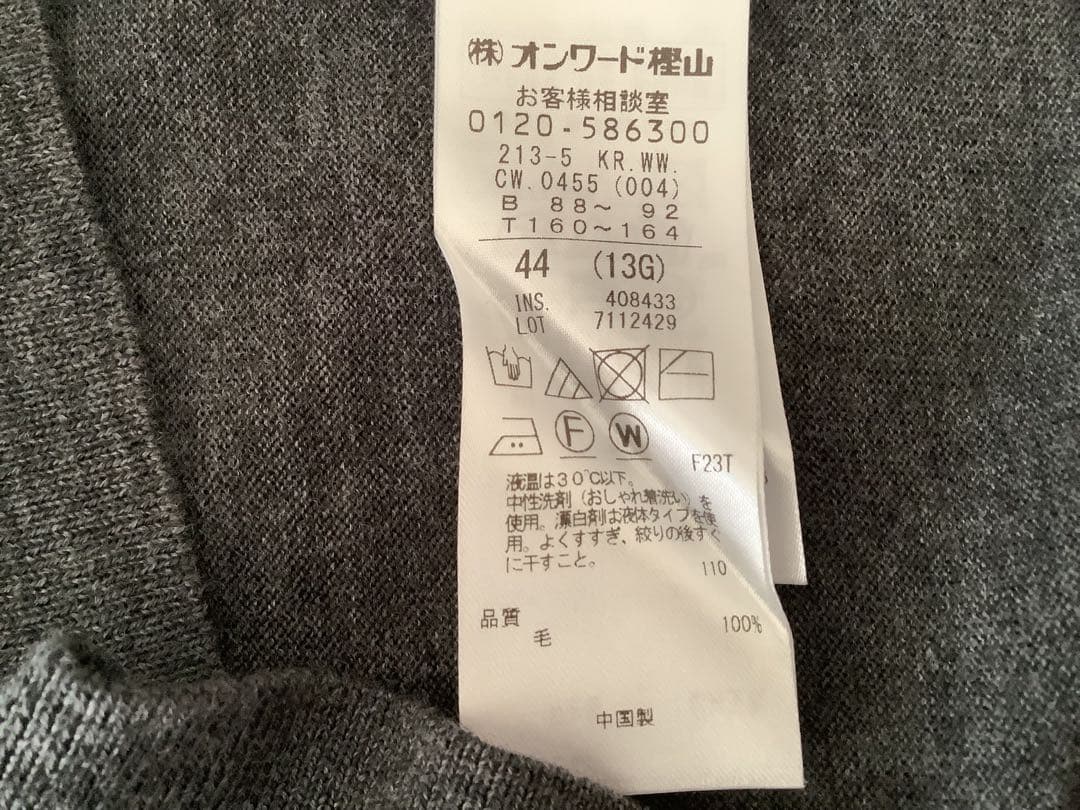 (株)オンワード樫山
お客様相談室
0120-586300
213-5 KR.WW.
CW.0455 (004)
B 88～ 92
T160～164
44 (13G)
INS. 408433
LOT 7112429
F W
F23T
液温は30℃以下。
中性洗剤（おしゃれ着洗い）を
使用。漂白剤は液体タイプを使
用。よくすすぎ、絞りの後すぐ
に干すこと。
110
品質
毛 100%
中国製